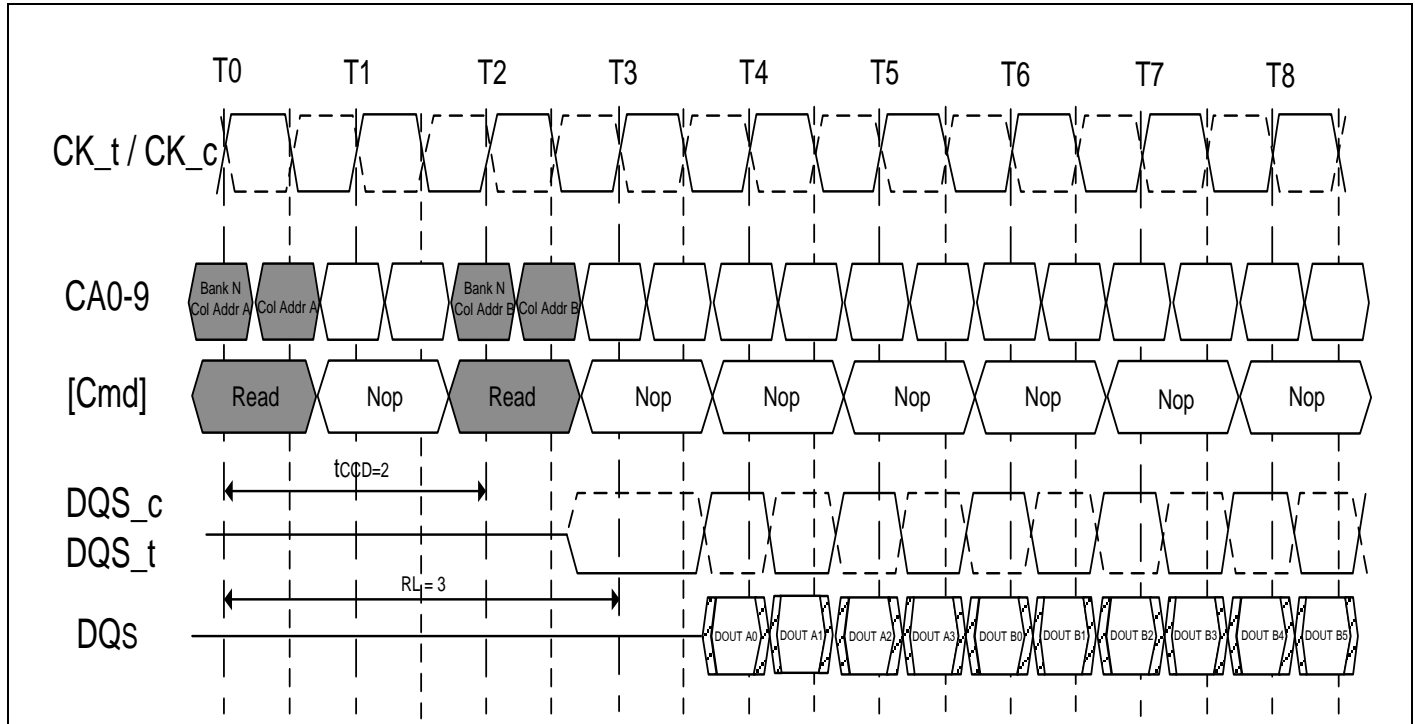 T0 T1 T2 T3 T4 T5 T6 T7 T8
CK_t / CK_c
CA0-9
Bank N
Col Addr A
Col Addr A
Bank N
Col Addr B
Col Addr B
[Cmd]
Read Nop Read Nop Nop Nop Nop Nop Nop
tCCD=2
DQS_c
DQS_t
RL = 3
DQs
DOUT A0 DOUT A1 DOUT A2 DOUT A3 DOUT B0 DOUT B1 DOUT B2 DOUT B3 DOUT B4 DOUT B5